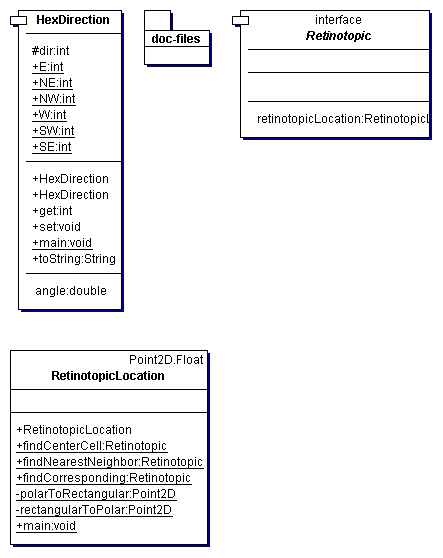 HexDirection
#dir:int
+E:int
+NE:int
+NW:int
+W:int
+SW:int
+SE:int
+HexDirection
+HexDirection
+get:int
+set:void
+main:void
+toString:String
angle:double
doc-files
interface
Retinotopic
retinotopicLocation:RetinotopicL
Point2D.Float
RetinotopicLocation
+RetinotopicLocation
+findCenterCell:Retinotopic
+findNearestNeighbor:Retinotopic
+findCorresponding:Retinotopic
-polarToRectangular:Point2D
-rectangularToPolar:Point2D
+main:void